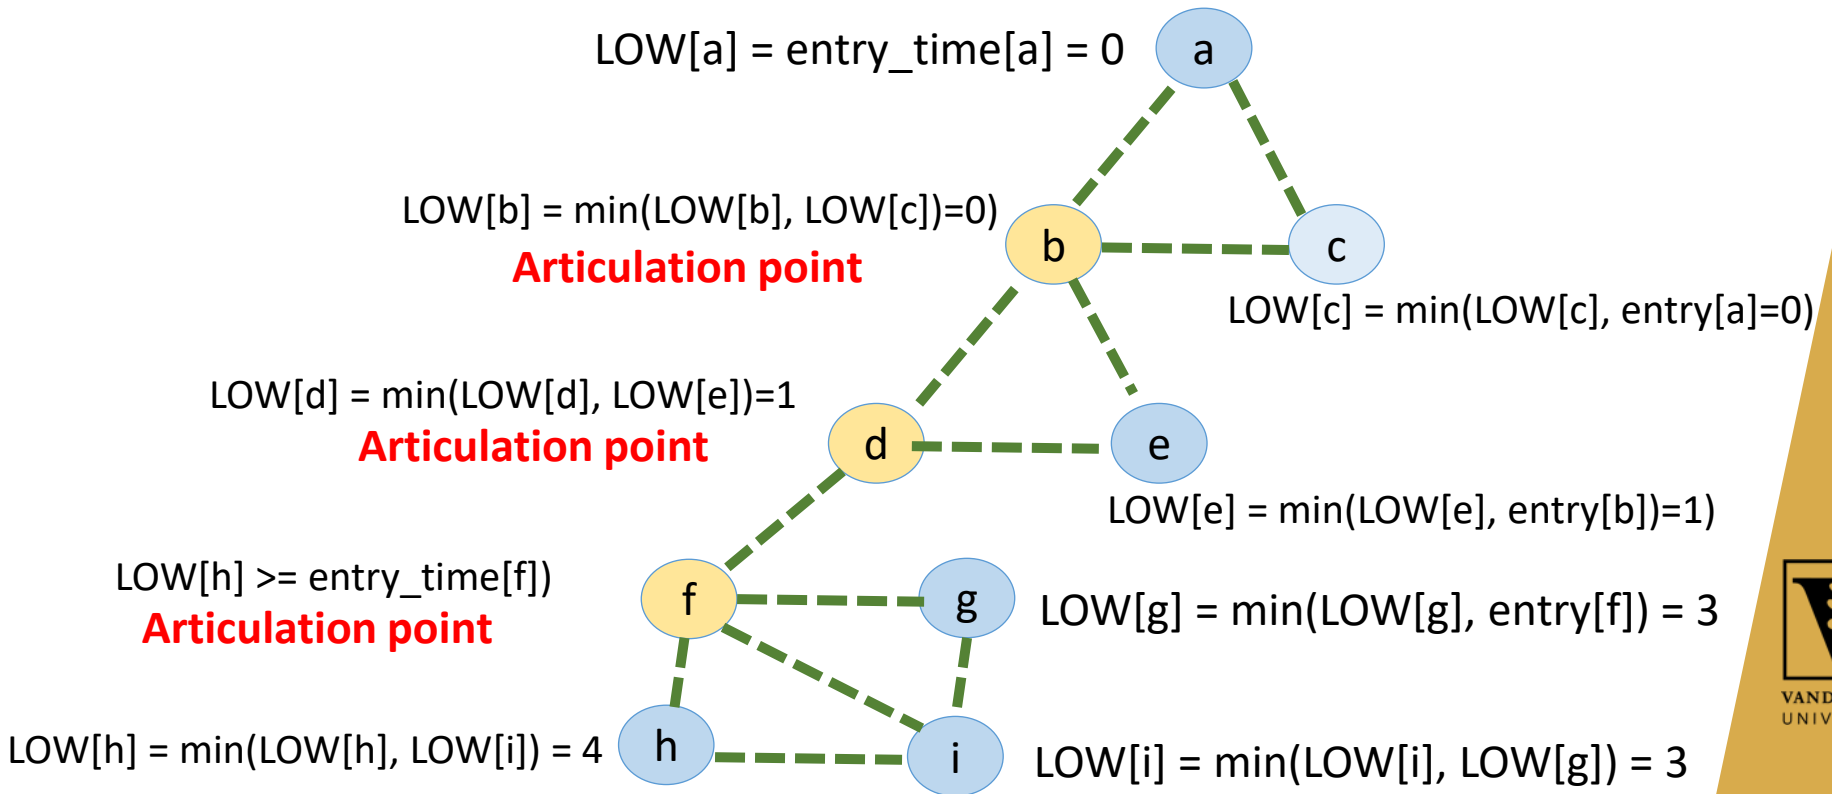 LOW[a] = entry_time[a] = 0
a
LOW[b] = min(LOW[b], LOW[c])=0)
Articulation point
b
c
LOW[c] = min(LOW[c], entry[a]=0)
LOW[d] = min(LOW[d], LOW[e])=1
Articulation point
d
e
LOW[e] = min(LOW[e], entry[b])=1)
LOW[h] >= entry_time[f])
Articulation point
f
g
LOW[g] = min(LOW[g], entry[f]) = 3
LOW[h] = min(LOW[h], LOW[i]) = 4
h
i
LOW[i] = min(LOW[i], LOW[g]) = 3
V
VAND
UNIV